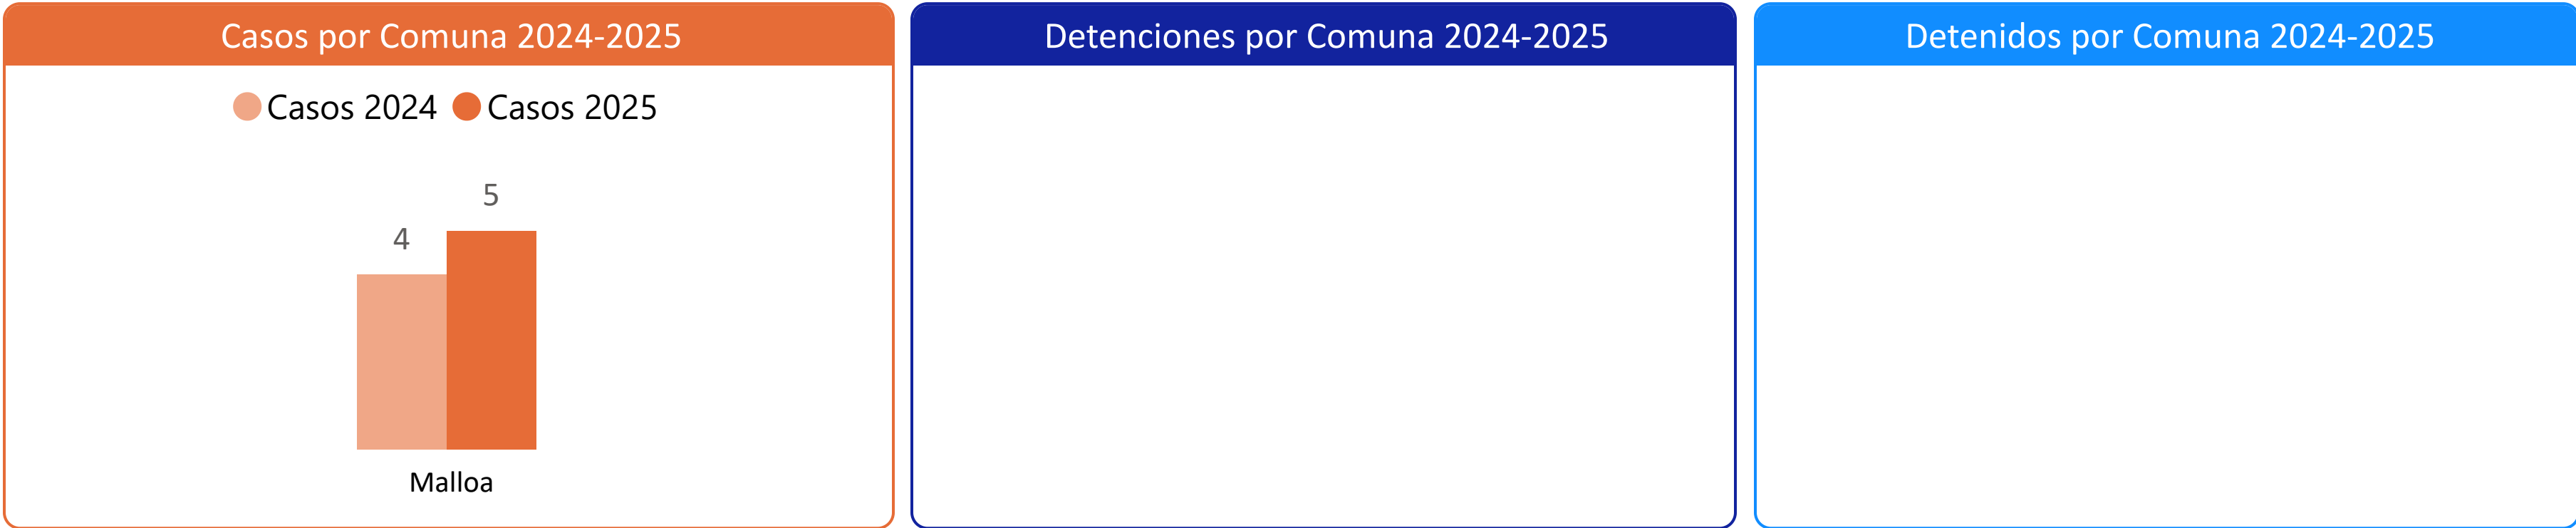 Casos por Comuna 2024-2025
Casos 2024 Casos 2025
4
5
Malloa
Detenciones por Comuna 2024-2025
Detenidos por Comuna 2024-2025